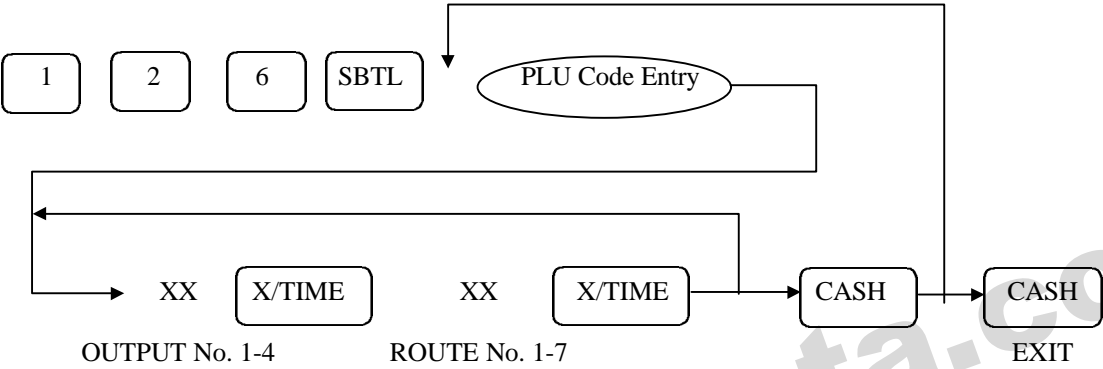 1 2 6 SBTL PLU Code Entry
XX X/TIME XX X/TIME CASH CASH
OUTPUT No. 1-4 ROUTE No. 1-7 EXIT